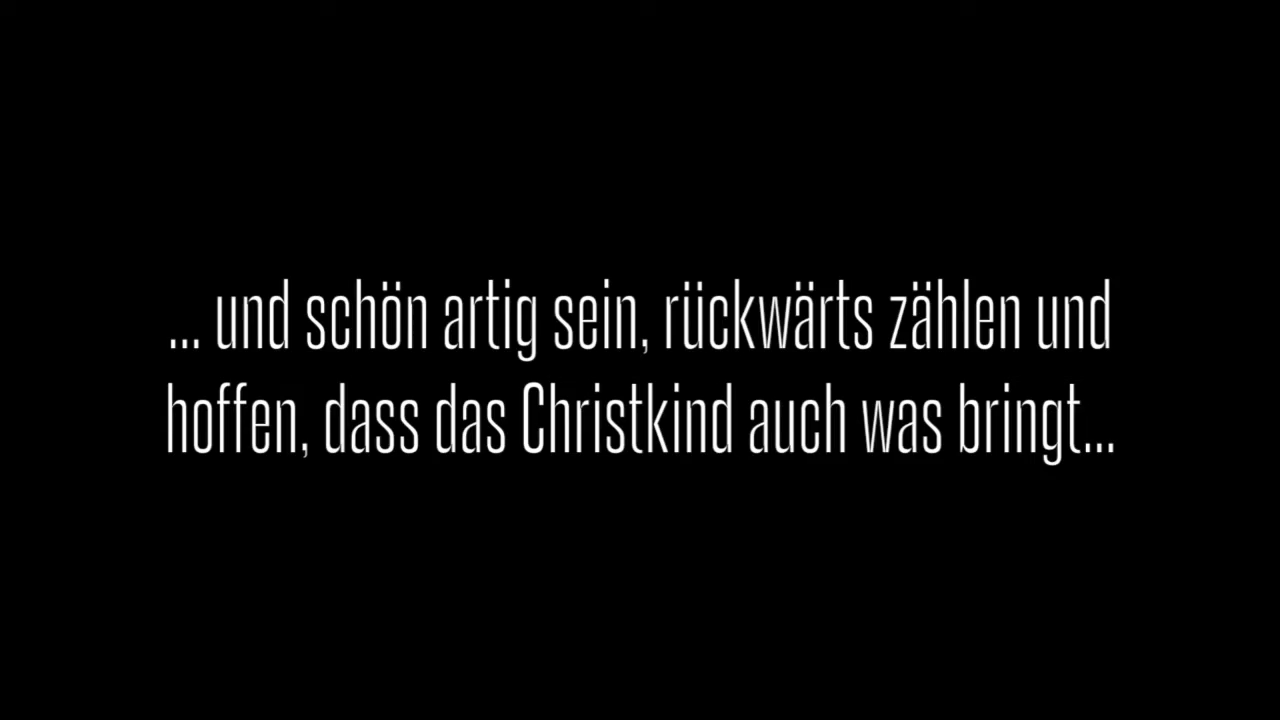 ... und schön artig sein, rückwärts zählen und
hoffen, dass das Christkind auch was bringt...